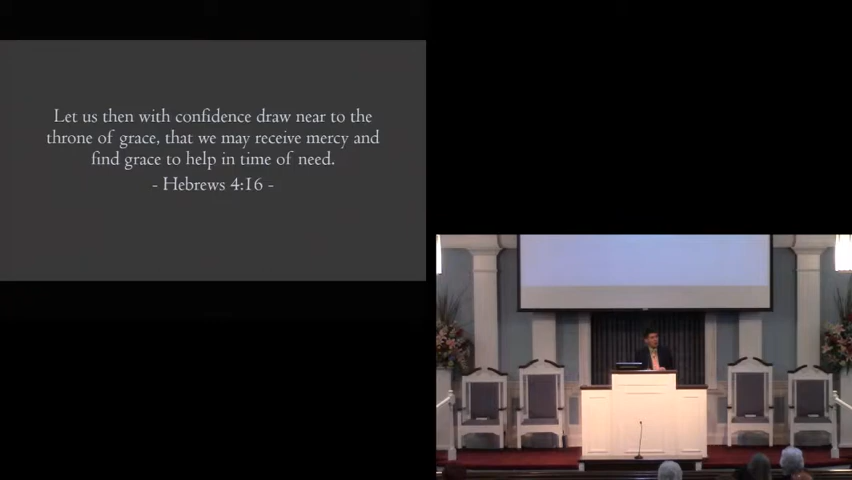 Let us then with confidence draw near to the
throne of grace, that we may receive mercy and
find grace to help in time of need.
- Hebrews 4:16 -